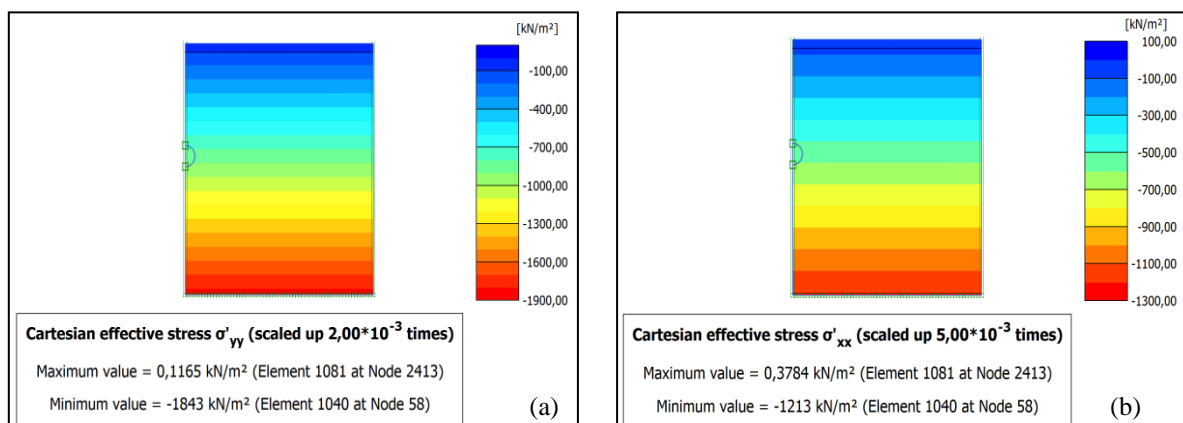 [kN/m²]
-100,00
-400,00
-700,00
-1000,00
-1300,00
-1600,00
-1900,00
Cartesian effective stress σ'yy (scaled up 2,00*10⁻³ times)
Maximum value = 0,1165 kN/m² (Element 1081 at Node 2413)
Minimum value = -1843 kN/m² (Element 1040 at Node 58)
(a)
[kN/m²]
100,00
-100,00
-300,00
-500,00
-700,00
-900,00
-1100,00
-1300,00
Cartesian effective stress σ'xx (scaled up 5,00*10⁻³ times)
Maximum value = 0,3784 kN/m² (Element 1081 at Node 2413)
Minimum value = -1213 kN/m² (Element 1040 at Node 58)
(b)